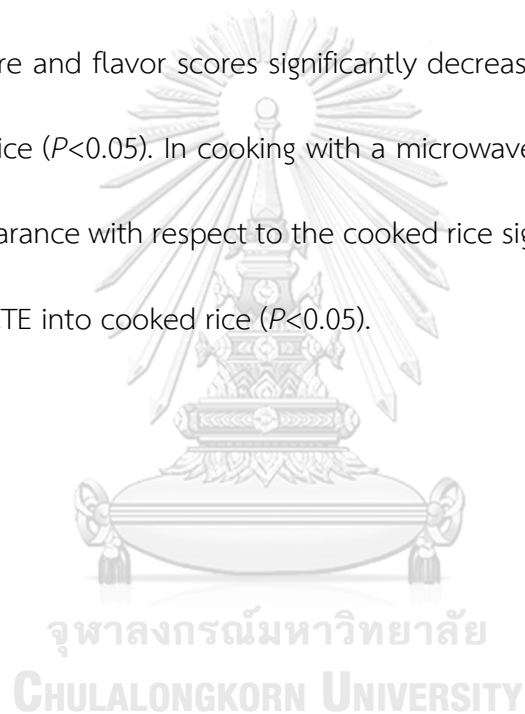 re and flavor scores significantly decreas
ice (P<0.05). In cooking with a microwave
arance with respect to the cooked rice sig
TE into cooked rice (P<0.05).
จุฬาลงกรณ์มหาวิทยาลัย
CHULALONGKORN UNIVERSITY